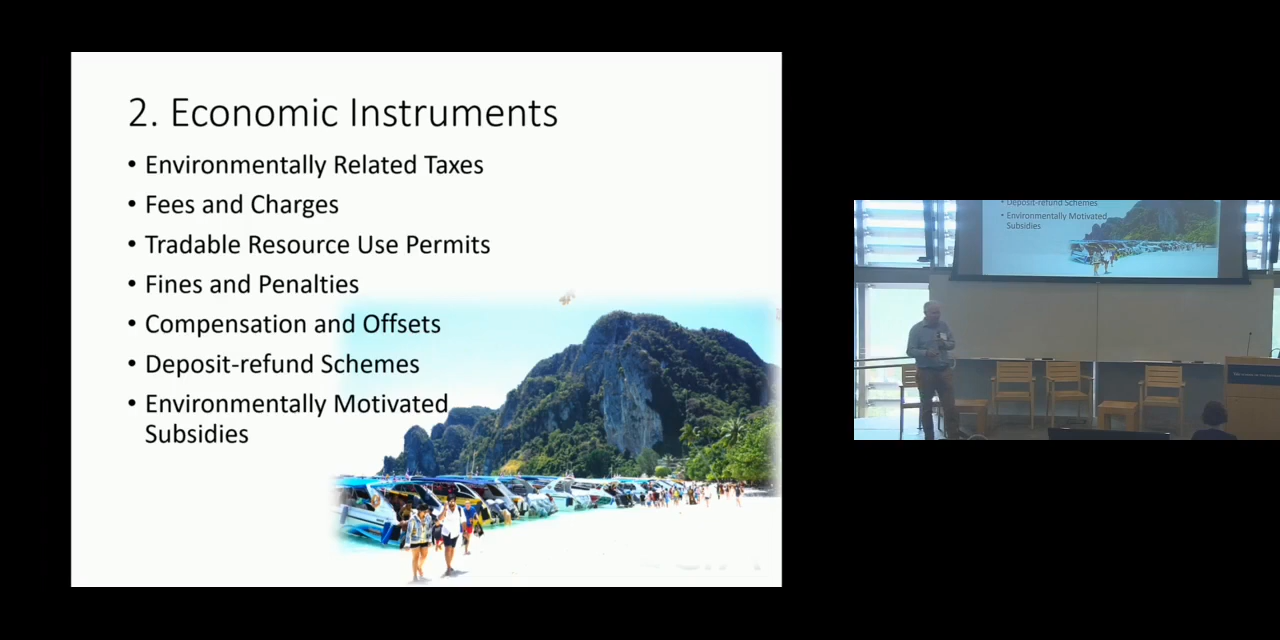 2. Economic Instruments
• Environmentally Related Taxes
• Fees and Charges
• Tradable Resource Use Permits
• Fines and Penalties
• Compensation and Offsets
• Deposit-refund Schemes
• Environmentally Motivated
Subsidies
• Deposit-refund Schemes
• Environmentally Motivated
Subsidies